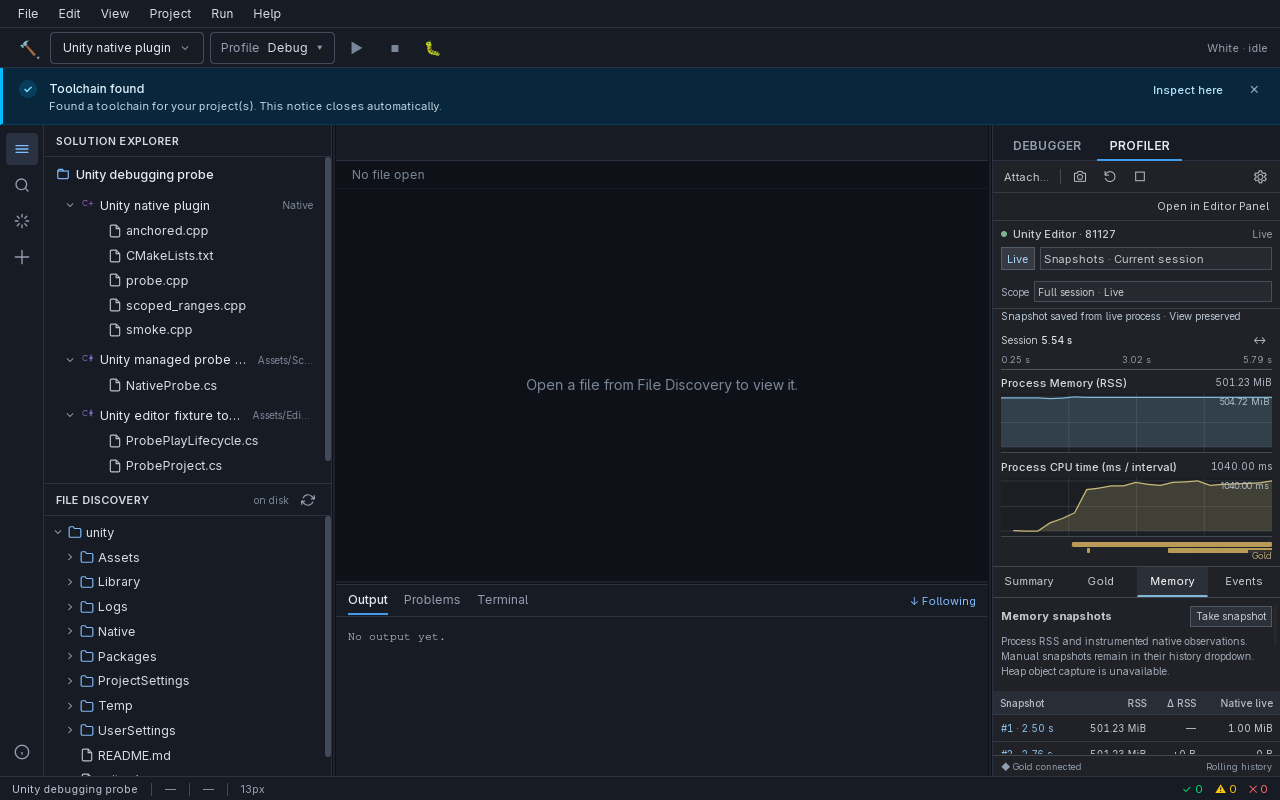 File Edit View Project Run Help
Unity native plugin Profile Debug White · idle
Toolchain found
Found a toolchain for your project(s). This notice closes automatically.
Inspect here
SOLUTION EXPLORER
Unity debugging probe
Unity native plugin Native
anchored.cpp
CMakeLists.txt
probe.cpp
scoped_ranges.cpp
smoke.cpp
Unity managed probe ... Assets/Sc...
NativeProbe.cs
Unity editor fixture to... Assets/Edi...
ProbePlayLifecycle.cs
ProbeProject.cs
FILE DISCOVERY on disk
unity
Assets
Library
Logs
Native
Packages
ProjectSettings
Temp
UserSettings
README.md
No file open
Open a file from File Discovery to view it.
Output Problems Terminal ↓ Following
No output yet.
DEBUGGER PROFILER
Attach...
Open in Editor Panel
Unity Editor · 81127 Live
Live Snapshots · Current session
Scope Full session · Live
Snapshot saved from live process · View preserved
Session 5.54 s
0.25 s 3.02 s 5.79 s
Process Memory (RSS) 501.23 MiB
504.72 MiB
Process CPU time (ms / interval) 1040.00 ms
1040.00 ms
Gold
Summary Gold Memory Events
Memory snapshots Take snapshot
Process RSS and instrumented native observations.
Manual snapshots remain in their history dropdown.
Heap object capture is unavailable.
Snapshot RSS Δ RSS Native live
#1 · 2.50 s 501.23 MiB — 1.00 MiB
#2 · 2.76 s 501.23 MiB +0 B 0 B
Gold connected Rolling history
Unity debugging probe — — 13px 0 0 0